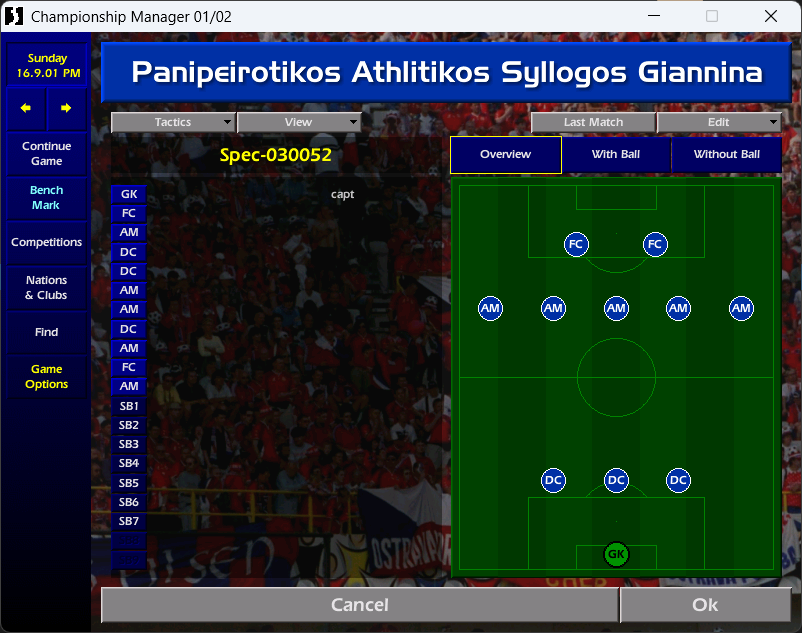 Championship Manager 01/02
Sunday
16.9.01 PM
Panipeirotikos Athlitikos Syllogos Giannina
Continue
Game
Bench
Mark
Competitions
Nations
& Clubs
Find
Game
Options
Tactics
View
Last Match
Edit
Spec-030052
Overview
With Ball
Without Ball
GK
capt
FC
AM
DC
DC
AM
AM
DC
AM
FC
AM
SB1
SB2
SB3
SB4
SB5
SB6
SB7
FC FC
AM AM AM AM AM
DC DC DC
GK
OSTRAVA
Cancel
Ok